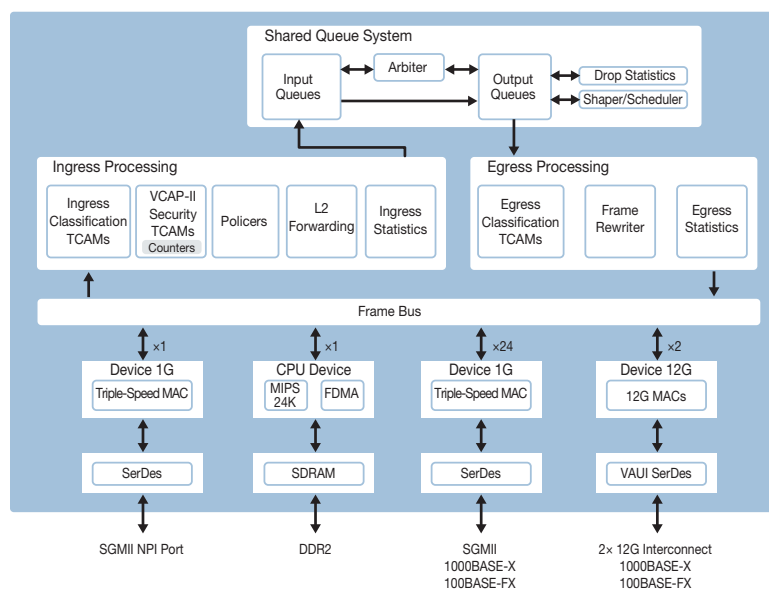 Shared Queue System
Input
Queues
Arbiter
Output
Queues
Drop Statistics
Shaper/Scheduler
Ingress Processing
Ingress
Classification
TCAMs
VCAP-II
Security
TCAMs
Counters
Policers
L2
Forwarding
Ingress
Statistics
Egress Processing
Egress
Classification
TCAMs
Frame
Rewriter
Egress
Statistics
Frame Bus
×1
×1
×24
×2
Device 1G
Triple-Speed MAC
CPU Device
MIPS
24K
FDMA
Device 1G
Triple-Speed MAC
Device 12G
12G MACs
SerDes
SDRAM
SerDes
VAUI SerDes
SGMII NPI Port
DDR2
SGMII
1000BASE-X
100BASE-FX
2× 12G Interconnect
1000BASE-X
100BASE-FX